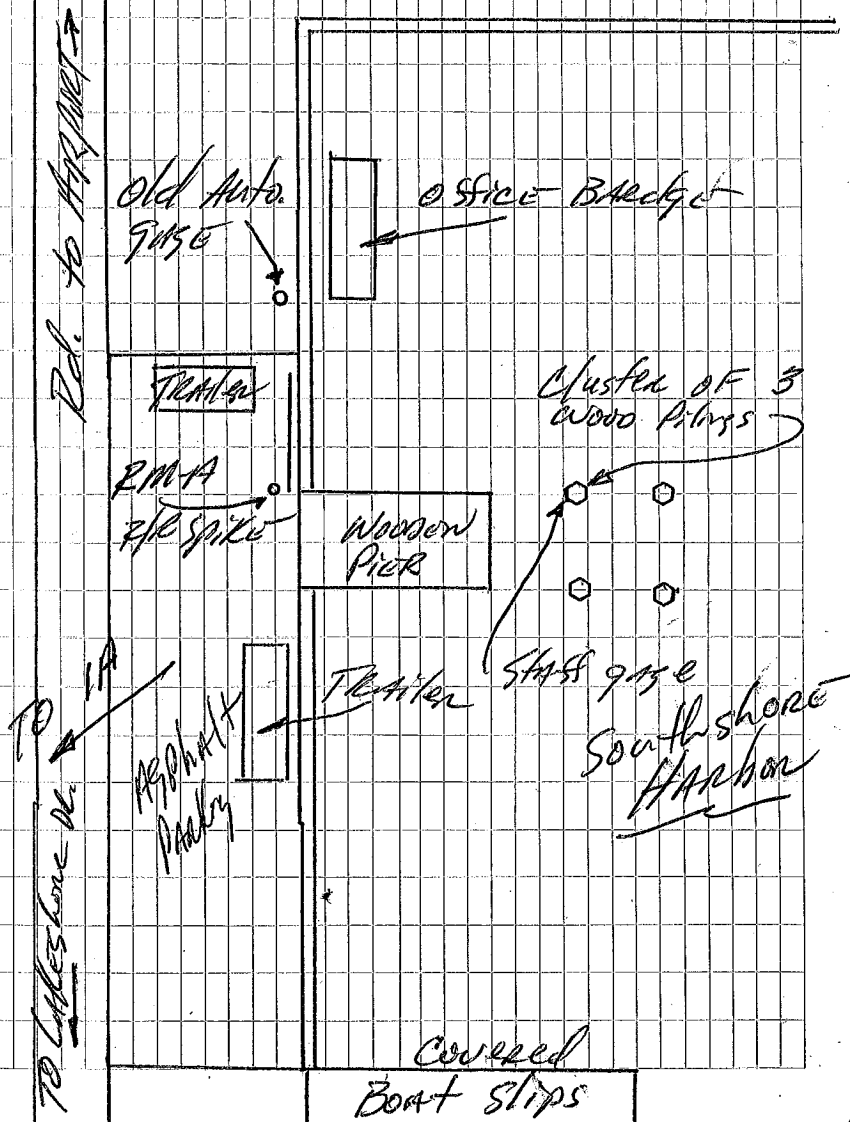 Rd. to Airport
Old Auto.
gage
Office Barge
Trailer
Cluster of 3
Wood Pilings
RM-A
R/R Spike
Wooden
Pier
To 1A
Trailer
Staff gage
Southshore
Harbor
Asphalt
Parking
To Lakeshore Dr.
Covered
Boat Slips